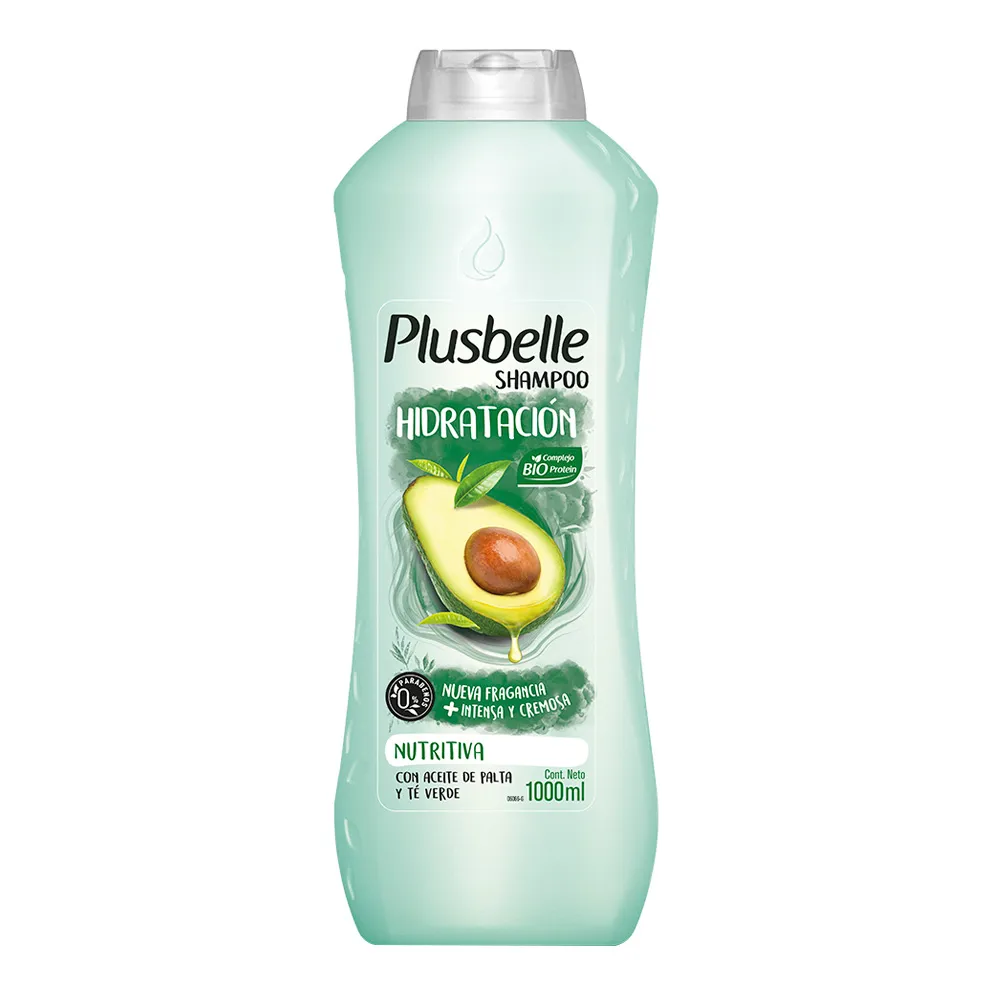 Plusbelle
SHAMPOO
HIDRATACIÓN
Complejo
BIO Protein
PARABENOS
0%
NUEVA FRAGANCIA
+ INTENSA Y CREMOSA
NUTRITIVA
CON ACEITE DE PALTA
Y TÉ VERDE
Cont. Neto
1000ml